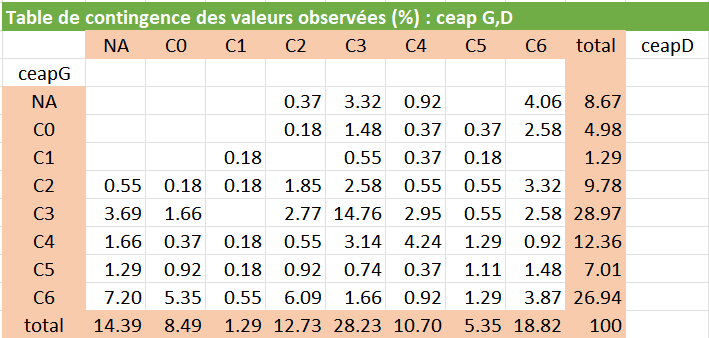 Table de contingence des valeurs observées (%) : ceap G,D
NA C0 C1 C2 C3 C4 C5 C6 total ceapD
ceapG
NA 0.37 3.32 0.92 4.06 8.67
C0 0.18 1.48 0.37 0.37 2.58 4.98
C1 0.18 0.55 0.37 0.18 1.29
C2 0.55 0.18 0.18 1.85 2.58 0.55 0.55 3.32 9.78
C3 3.69 1.66 2.77 14.76 2.95 0.55 2.58 28.97
C4 1.66 0.37 0.18 0.55 3.14 4.24 1.29 0.92 12.36
C5 1.29 0.92 0.18 0.92 0.74 0.37 1.11 1.48 7.01
C6 7.20 5.35 0.55 6.09 1.66 0.92 1.29 3.87 26.94
total 14.39 8.49 1.29 12.73 28.23 10.70 5.35 18.82 100